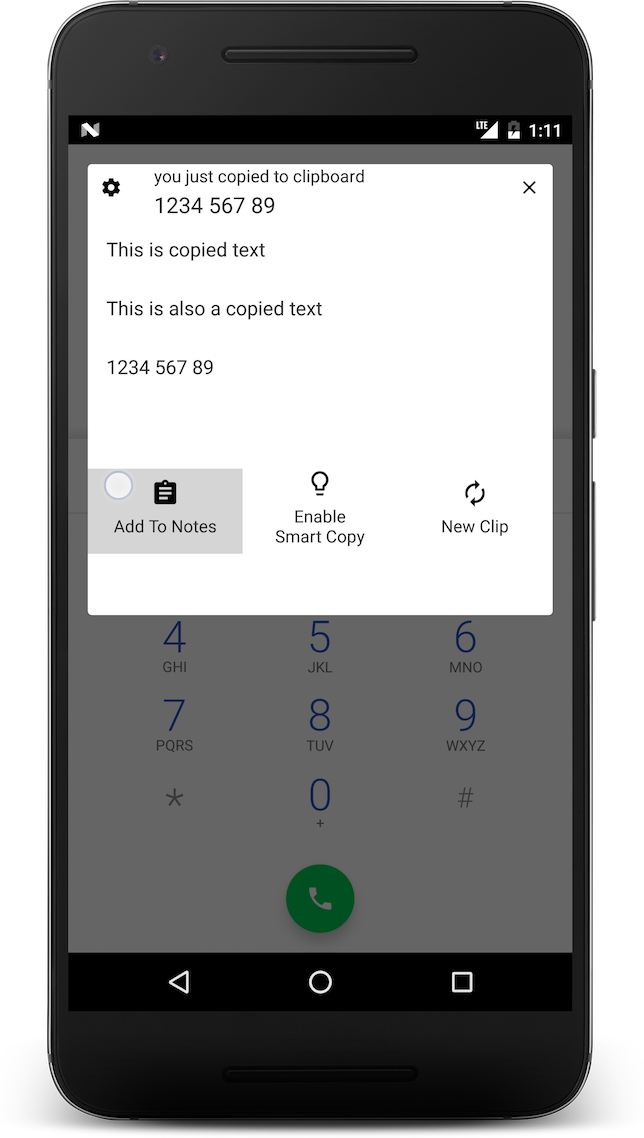 LTE 1:11
you just copied to clipboard
1234 567 89
This is copied text
This is also a copied text
1234 567 89
Add To Notes
Enable
Smart Copy
New Clip
4 5 6
GHI JKL MNO
7 8 9
PQRS TUV WXYZ
* 0 #
+